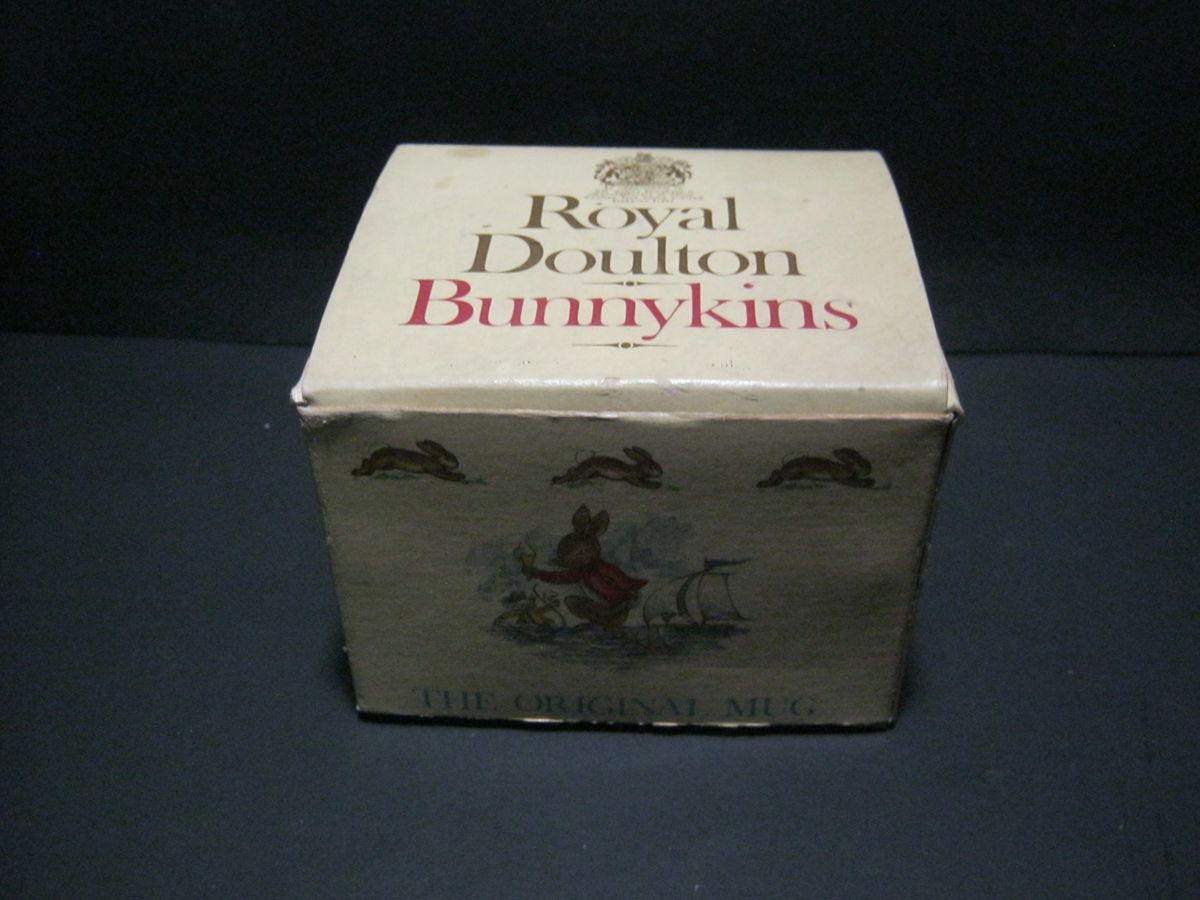 Royal
Doulton
Bunnykins
THE ORIGINAL MUG